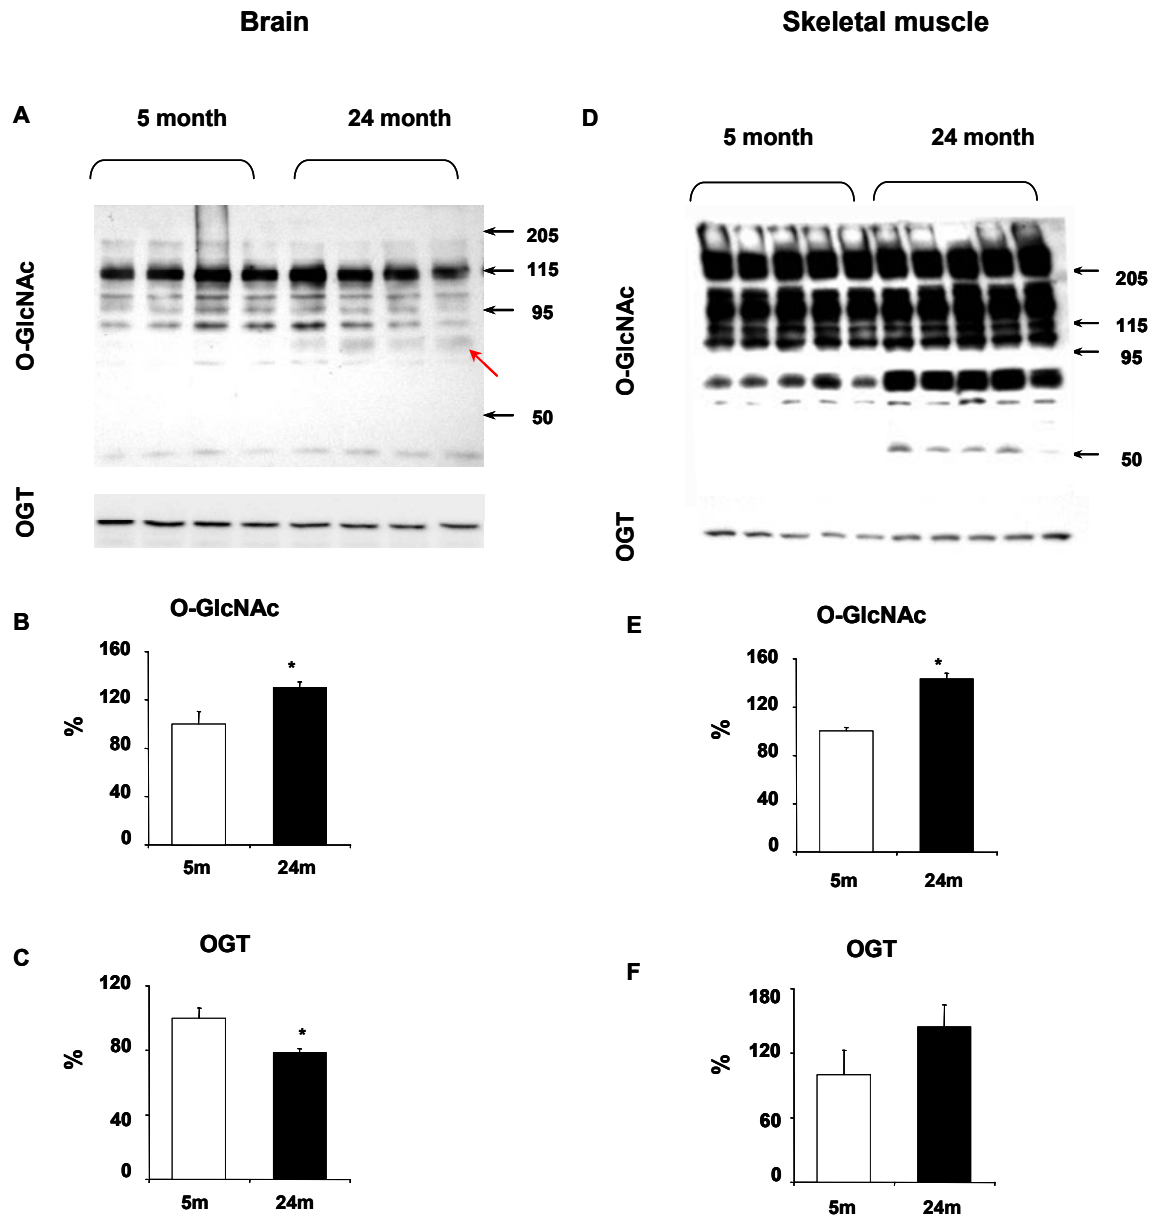 Brain
Skeletal muscle
A
5 month
24 month
O-GlcNAc
205
115
95
50
OGT
D
5 month
24 month
O-GlcNAc
205
115
95
50
OGT
B
O-GlcNAc
160
*
120
%
80
40
0
5m
24m
E
O-GlcNAc
160
*
120
%
80
40
0
5m
24m
C
OGT
120
*
80
%
40
0
5m
24m
F
OGT
180
120
%
60
0
5m
24m